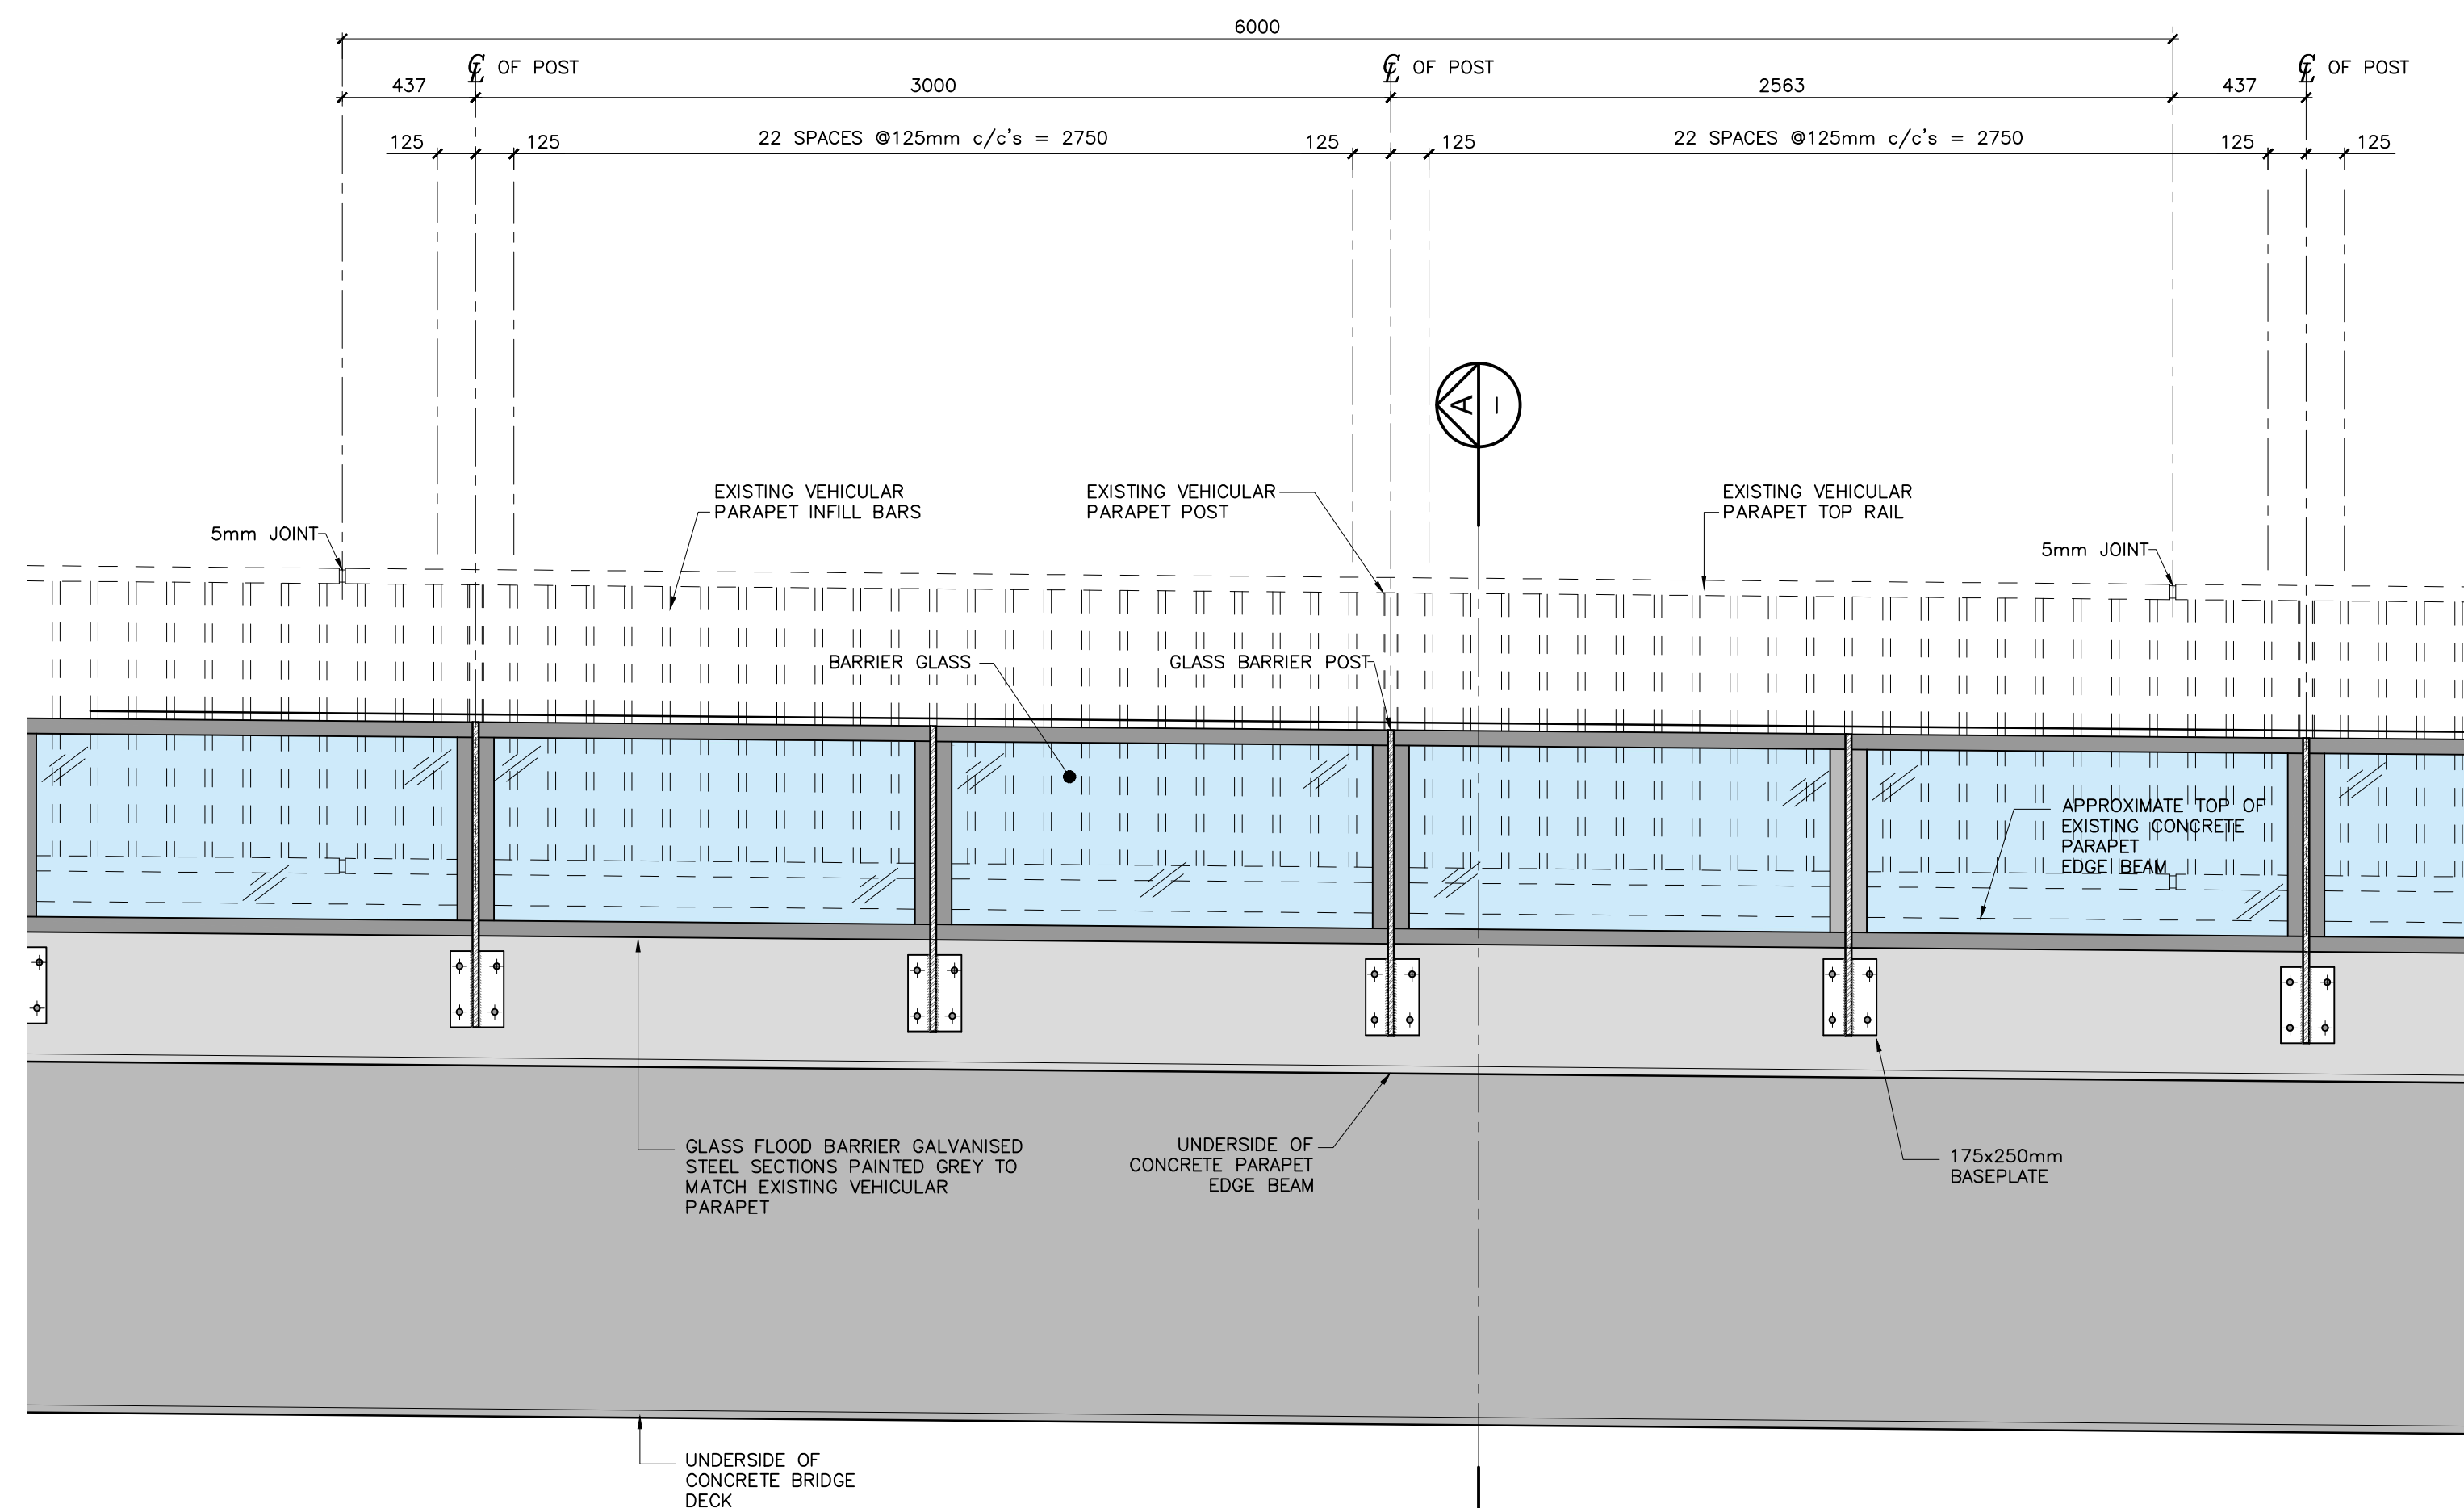 6000
℄ OF POST
℄ OF POST
℄ OF POST
437
3000
2563
437
125
125
22 SPACES @125mm c/c's = 2750
125
125
22 SPACES @125mm c/c's = 2750
125
125
A
–
EXISTING VEHICULAR
PARAPET INFILL BARS
EXISTING VEHICULAR
PARAPET POST
EXISTING VEHICULAR
PARAPET TOP RAIL
5mm JOINT
5mm JOINT
BARRIER GLASS
GLASS BARRIER POST
APPROXIMATE TOP OF
EXISTING CONCRETE
PARAPET
EDGE BEAM
GLASS FLOOD BARRIER GALVANISED
STEEL SECTIONS PAINTED GREY TO
MATCH EXISTING VEHICULAR
PARAPET
UNDERSIDE OF
CONCRETE PARAPET
EDGE BEAM
175x250mm
BASEPLATE
UNDERSIDE OF
CONCRETE BRIDGE
DECK